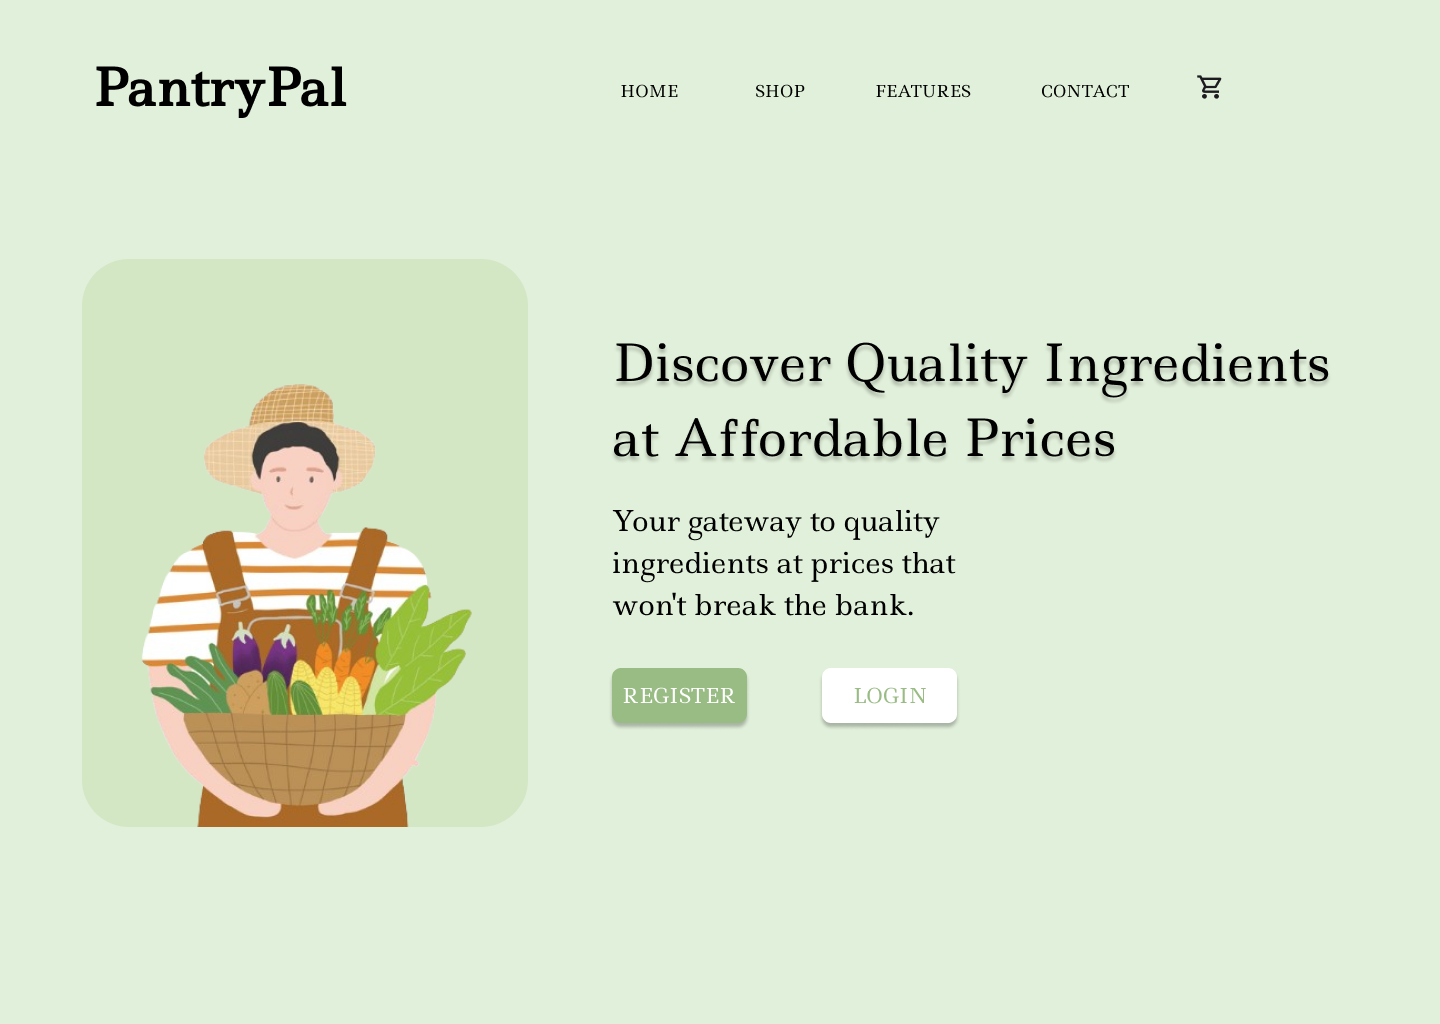 PantryPal
HOME SHOP FEATURES CONTACT
Discover Quality Ingredients
at Affordable Prices
Your gateway to quality
ingredients at prices that
won't break the bank.
REGISTER LOGIN